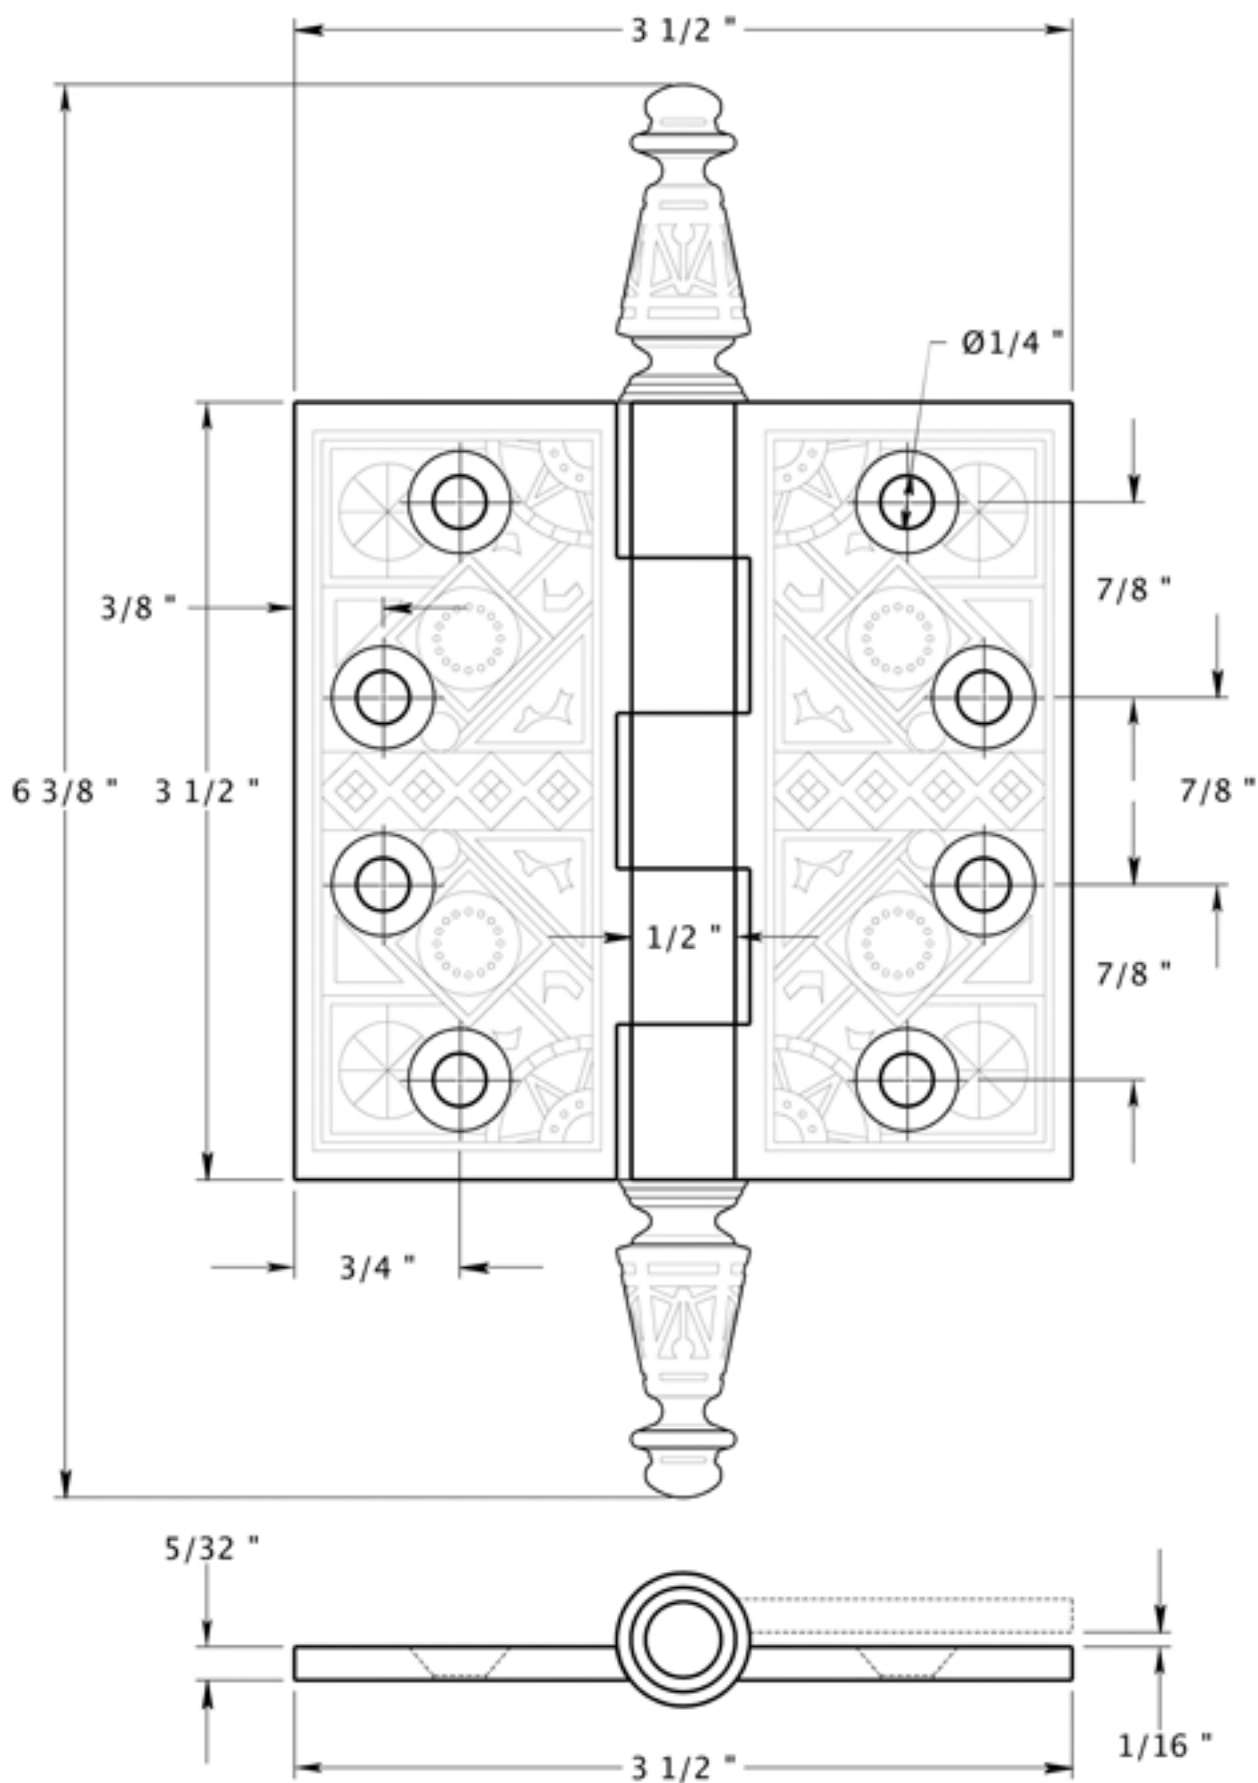 3 1/2 "
Ø1/4 "
7/8 "
3/8 "
6 3/8 "
3 1/2 "
7/8 "
1/2 "
7/8 "
3/4 "
5/32 "
1/16 "
3 1/2 "